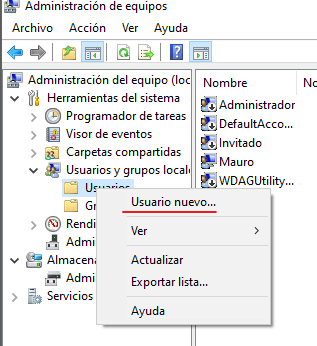 Administración de equipos
Archivo Acción Ver Ayuda
Administración del equipo (loc
Herramientas del sistema
Programador de tareas
Visor de eventos
Carpetas compartidas
Usuarios y grupos locale
Usuarios
Gr
Rendi
Admi
Almacena
Admi
Servicios
Nombre
Administrador
DefaultAcco...
Invitado
Mauro
WDAGUtility...
Usuario nuevo...
Ver
Actualizar
Exportar lista...
Ayuda